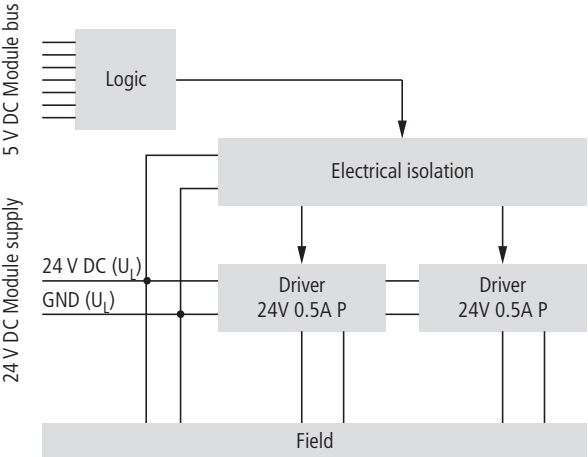 5 V DC Module bus
Logic
Electrical isolation
24 V DC Module supply
24 V DC (UL)
GND (UL)
Driver
24V 0.5A P
Driver
24V 0.5A P
Field